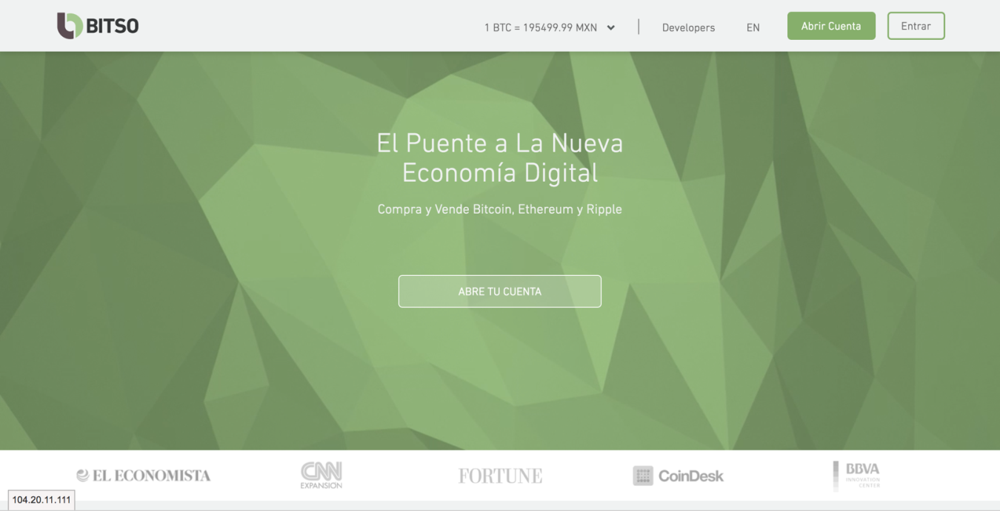 BITSO
1 BTC = 195499.99 MXN
Developers
EN
Abrir Cuenta
Entrar
El Puente a La Nueva
Economía Digital
Compra y Vende Bitcoin, Ethereum y Ripple
ABRE TU CUENTA
EL ECONOMISTA
CNN
EXPANSIÓN
FORTUNE
CoinDesk
BBVA
INNOVATION
CENTER
104.20.11.111